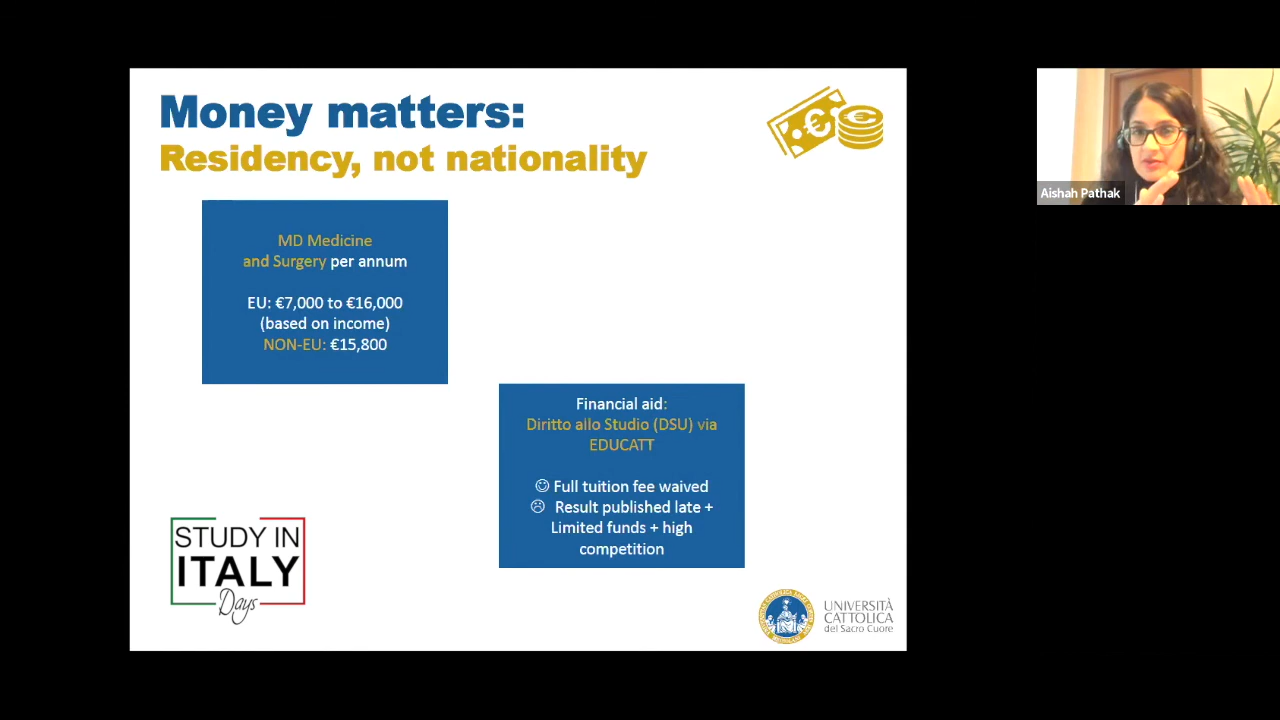 Money matters:
Residency, not nationality
MD Medicine
and Surgery per annum
EU: €7,000 to €16,000
(based on income)
NON-EU: €15,800
Financial aid:
Diritto allo Studio (DSU) via
EDUCATT
☺ Full tuition fee waived
☹ Result published late +
Limited funds + high
competition
STUDY IN
ITALY
Days
UNIVERSITÀ
CATTOLICA
del Sacro Cuore
Aishah Pathak